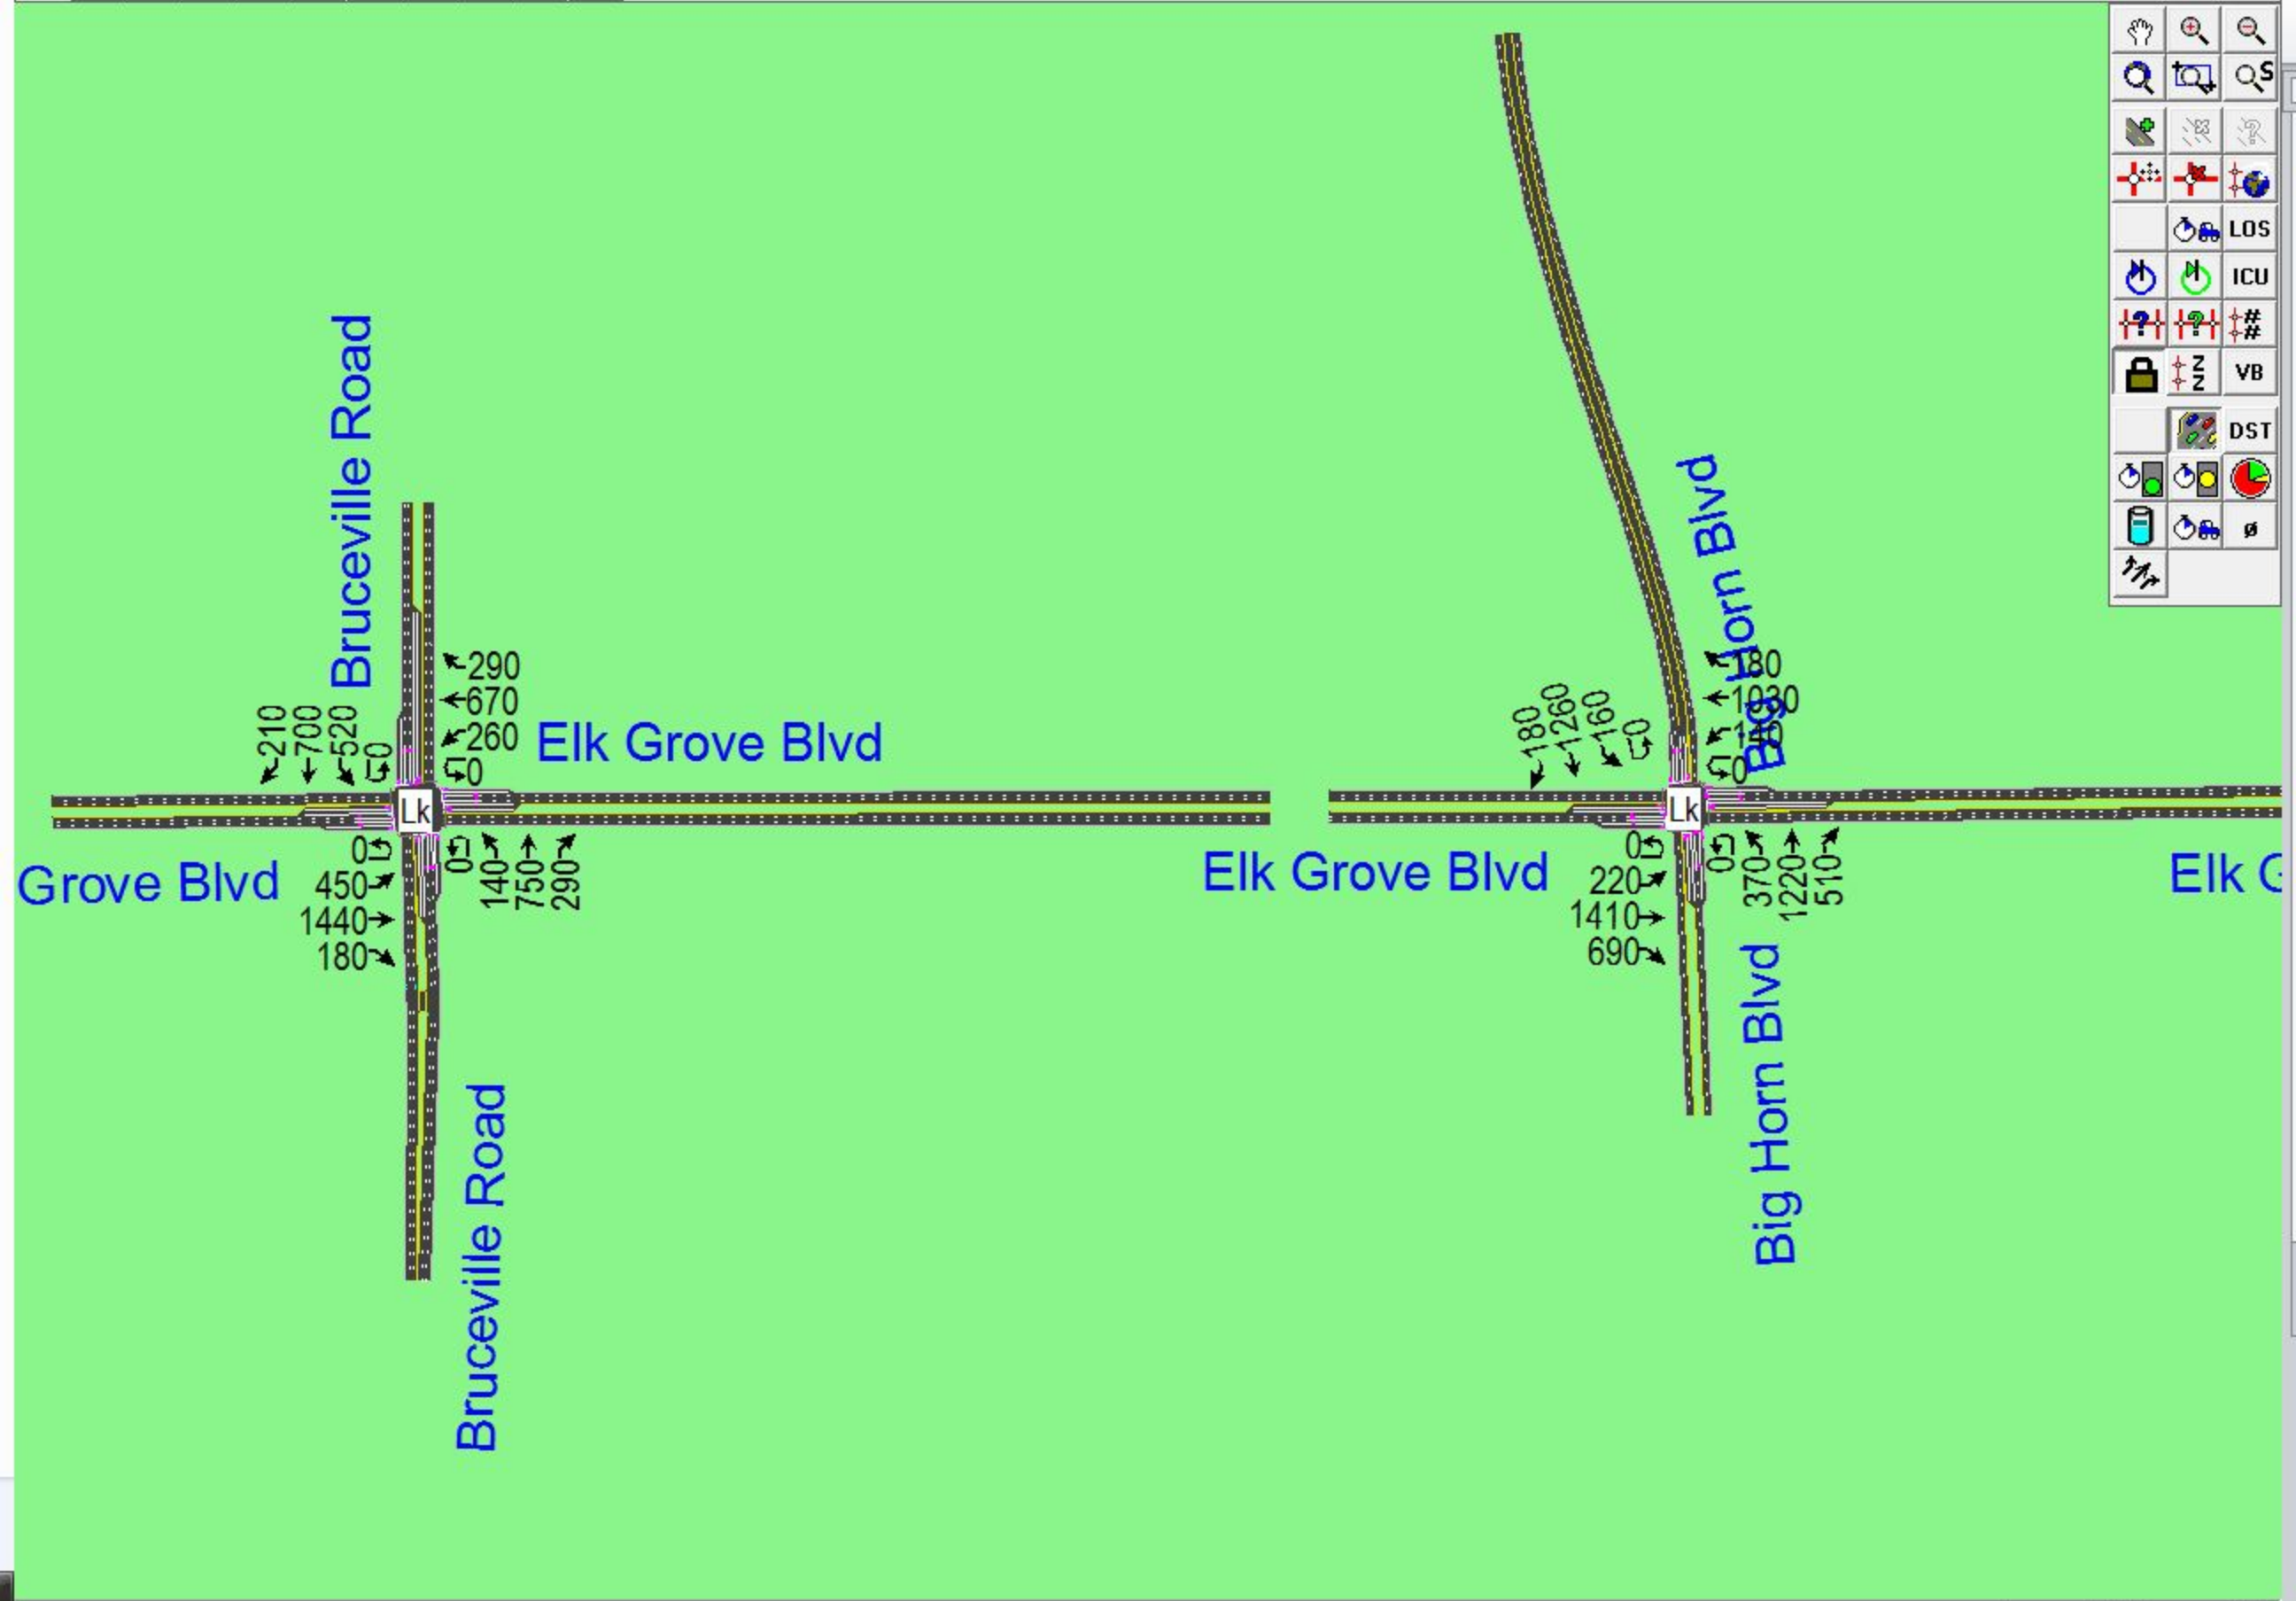 LOS
ICU
VB
DST
Bruceville Road
290
670
260
0
210
700
520
0
Elk Grove Blvd
Grove Blvd
0
450
1440
180
0
140
750
290
Bruceville Road
Big Horn Blvd
180
1030
140
0
180
1260
160
0
Elk Grove Blvd
0
220
1410
690
0
370
1220
510
Elk G
Big Horn Blvd
Lk
Lk
S
##
Z
Z
ø